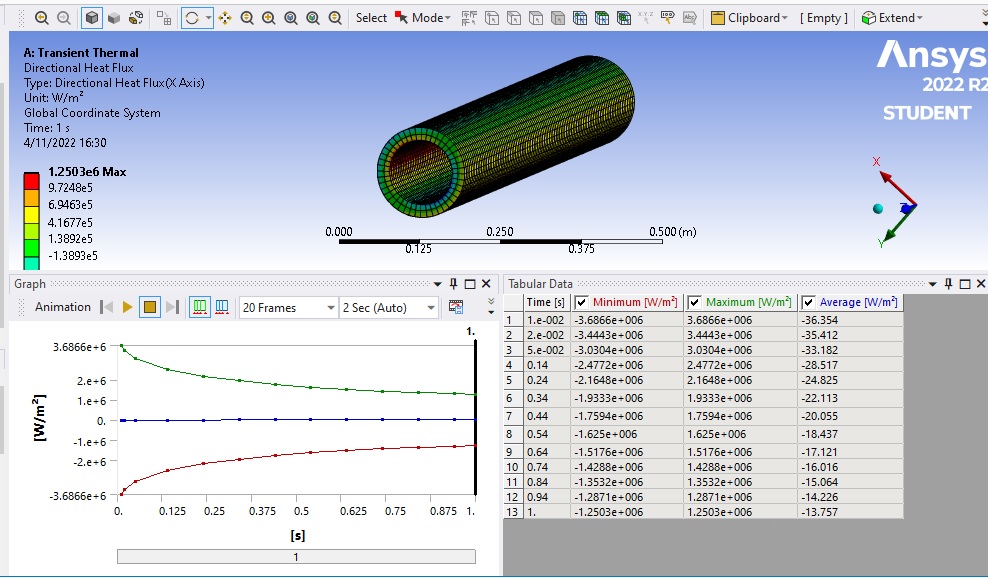 Select Mode Clipboard [ Empty ] Extend
A: Transient Thermal
Directional Heat Flux
Type: Directional Heat Flux(X Axis)
Unit: W/m²
Global Coordinate System
Time: 1 s
4/11/2022 16:30
1.2503e6 Max
9.7248e5
6.9463e5
4.1677e5
1.3892e5
-1.3893e5
Ansys
2022 R2
STUDENT
X
Z
Y
0.000 0.250 0.500 (m)
0.125 0.375
Graph
Animation 20 Frames 2 Sec (Auto)
1.
3.6866e+6
2.e+6
1.e+6
0.
-1.e+6
-2.e+6
-3.6866e+6
[W/m²]
0. 0.125 0.25 0.375 0.5 0.625 0.75 0.875 1.
[s]
1
Tabular Data
Time [s] Minimum [W/m²] Maximum [W/m²] Average [W/m²]
1 1.e-002 -3.6866e+006 3.6866e+006 -36.354
2 2.e-002 -3.4443e+006 3.4443e+006 -35.412
3 5.e-002 -3.0304e+006 3.0304e+006 -33.182
4 0.14 -2.4772e+006 2.4772e+006 -28.517
5 0.24 -2.1648e+006 2.1648e+006 -24.825
6 0.34 -1.9333e+006 1.9333e+006 -22.113
7 0.44 -1.7594e+006 1.7594e+006 -20.055
8 0.54 -1.625e+006 1.625e+006 -18.437
9 0.64 -1.5176e+006 1.5176e+006 -17.121
10 0.74 -1.4288e+006 1.4288e+006 -16.016
11 0.84 -1.3532e+006 1.3532e+006 -15.064
12 0.94 -1.2871e+006 1.2871e+006 -14.226
13 1. -1.2503e+006 1.2503e+006 -13.757